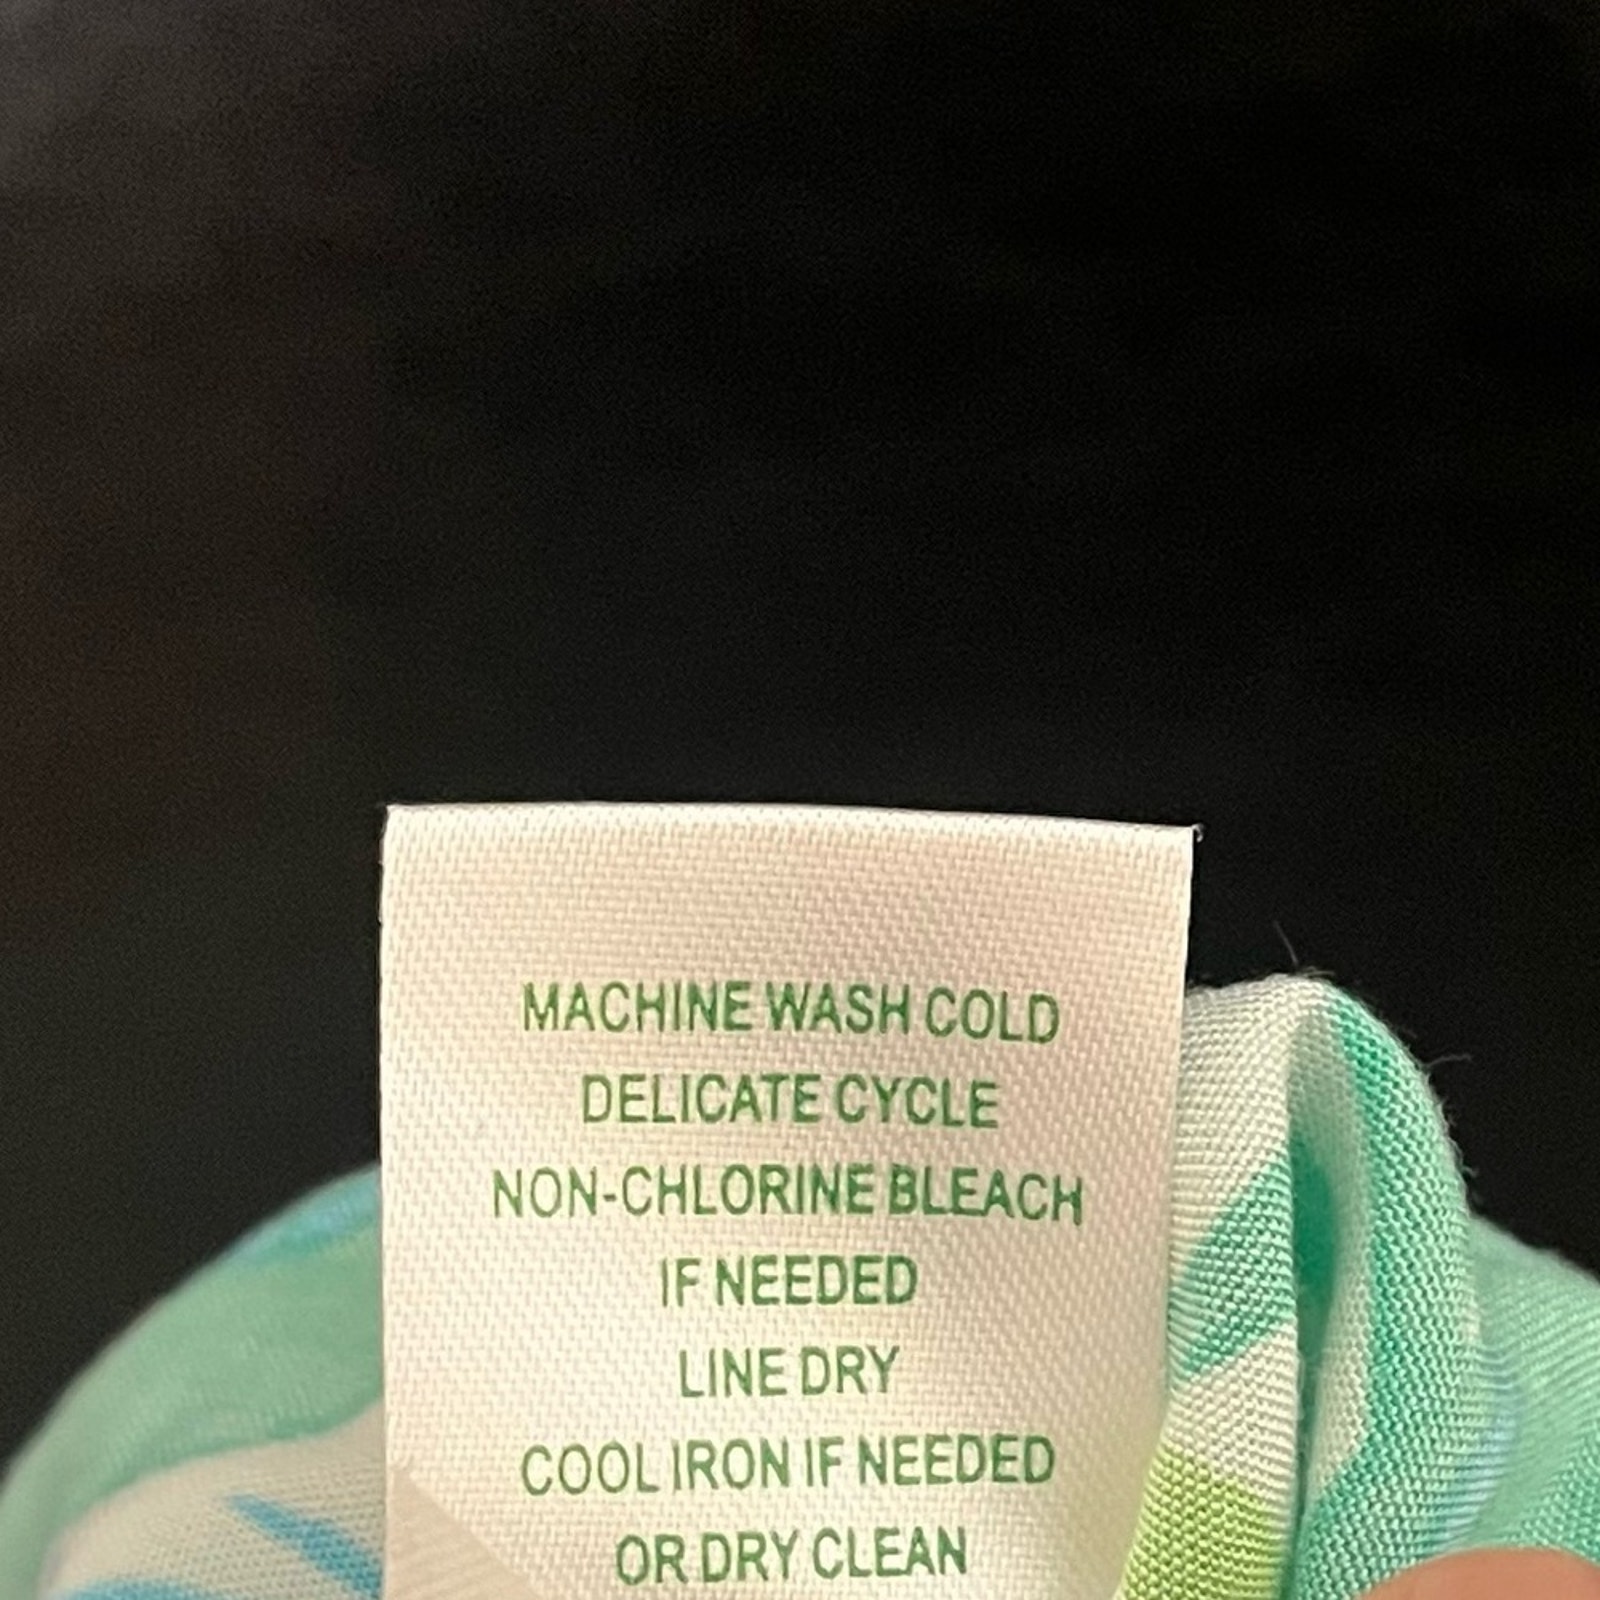 MACHINE WASH COLD
DELICATE CYCLE
NON-CHLORINE BLEACH
IF NEEDED
LINE DRY
COOL IRON IF NEEDED
OR DRY CLEAN